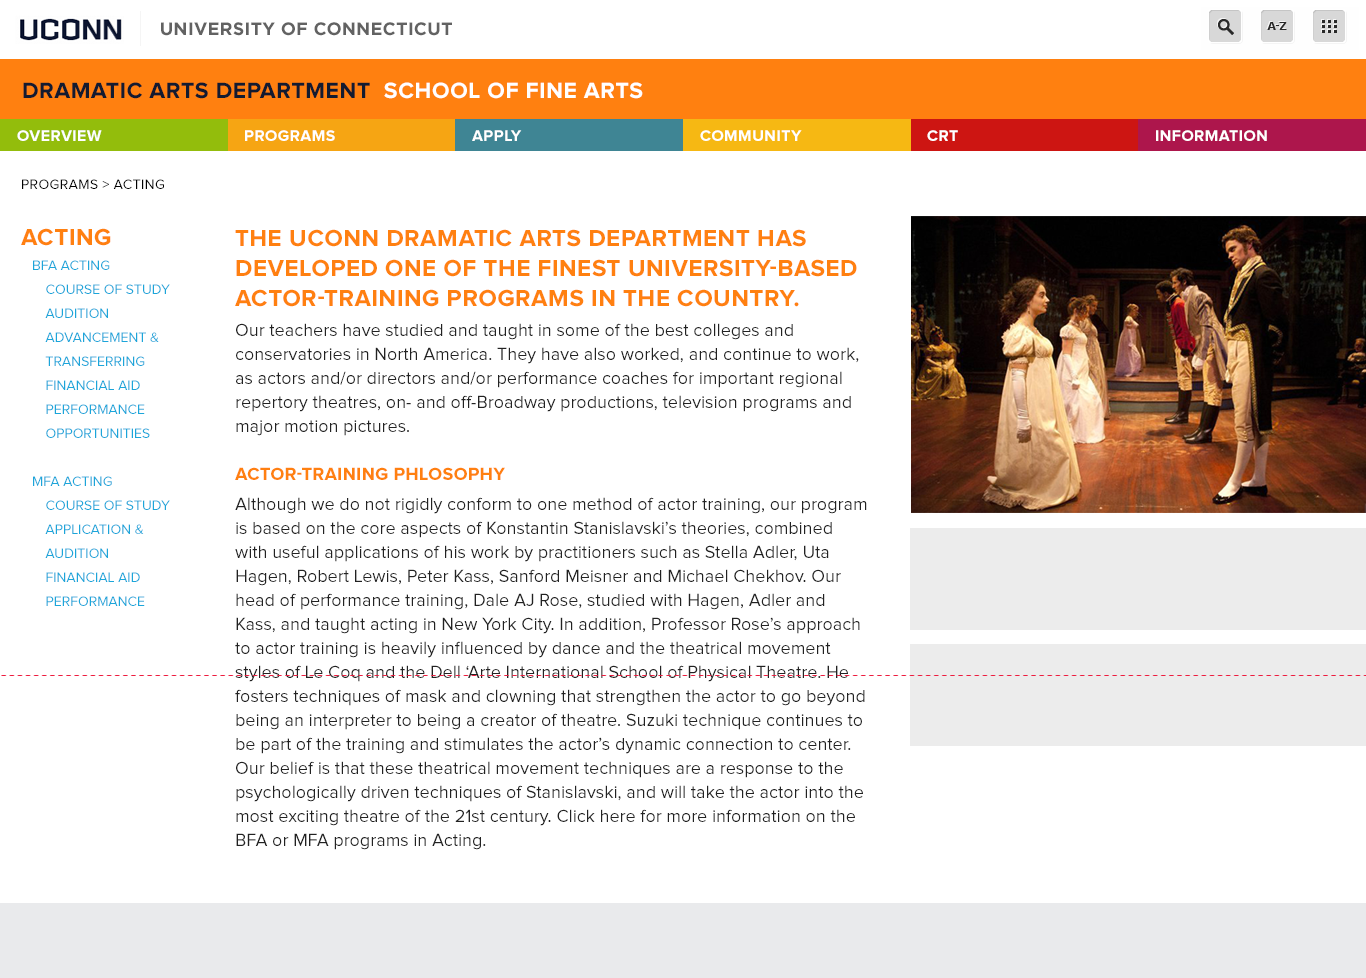 UCONN UNIVERSITY OF CONNECTICUT A-Z
DRAMATIC ARTS DEPARTMENT SCHOOL OF FINE ARTS
OVERVIEW PROGRAMS APPLY COMMUNITY CRT INFORMATION
PROGRAMS > ACTING
ACTING
BFA ACTING
COURSE OF STUDY
AUDITION
ADVANCEMENT &
TRANSFERRING
FINANCIAL AID
PERFORMANCE
OPPORTUNITIES
MFA ACTING
COURSE OF STUDY
APPLICATION &
AUDITION
FINANCIAL AID
PERFORMANCE
THE UCONN DRAMATIC ARTS DEPARTMENT HAS
DEVELOPED ONE OF THE FINEST UNIVERSITY-BASED
ACTOR-TRAINING PROGRAMS IN THE COUNTRY.
Our teachers have studied and taught in some of the best colleges and
conservatories in North America. They have also worked, and continue to work,
as actors and/or directors and/or performance coaches for important regional
repertory theatres, on- and off-Broadway productions, television programs and
major motion pictures.
ACTOR-TRAINING PHLOSOPHY
Although we do not rigidly conform to one method of actor training, our program
is based on the core aspects of Konstantin Stanislavski's theories, combined
with useful applications of his work by practitioners such as Stella Adler, Uta
Hagen, Robert Lewis, Peter Kass, Sanford Meisner and Michael Chekhov. Our
head of performance training, Dale AJ Rose, studied with Hagen, Adler and
Kass, and taught acting in New York City. In addition, Professor Rose's approach
to actor training is heavily influenced by dance and the theatrical movement
styles of Le Coq and the Dell 'Arte International School of Physical Theatre. He
fosters techniques of mask and clowning that strengthen the actor to go beyond
being an interpreter to being a creator of theatre. Suzuki technique continues to
be part of the training and stimulates the actor's dynamic connection to center.
Our belief is that these theatrical movement techniques are a response to the
psychologically driven techniques of Stanislavski, and will take the actor into the
most exciting theatre of the 21st century. Click here for more information on the
BFA or MFA programs in Acting.